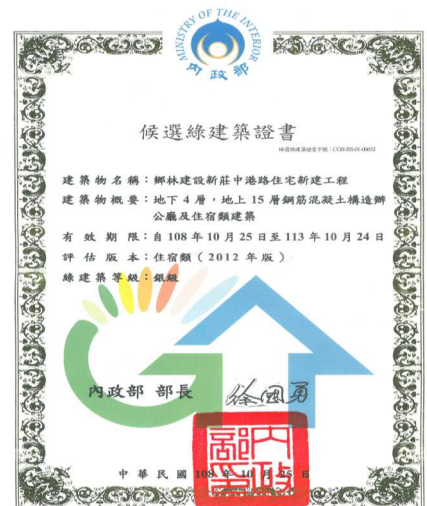 MINISTRY OF THE INTERIOR
內政部
候選綠建築證書
候選綠建築證書字號：CGB-RS-01-00632
建築物名稱：鄉林建設新莊中港路住宅新建工程
建築物概要：地下4層，地上15層鋼筋混凝土構造辦
公廳及住宿類建築
有效期限：自108年10月25日至113年10月24日
評估版本：住宿類（2012年版）
綠建築等級：銀級
內政部 部長 徐國勇
中華民國108年10月25日